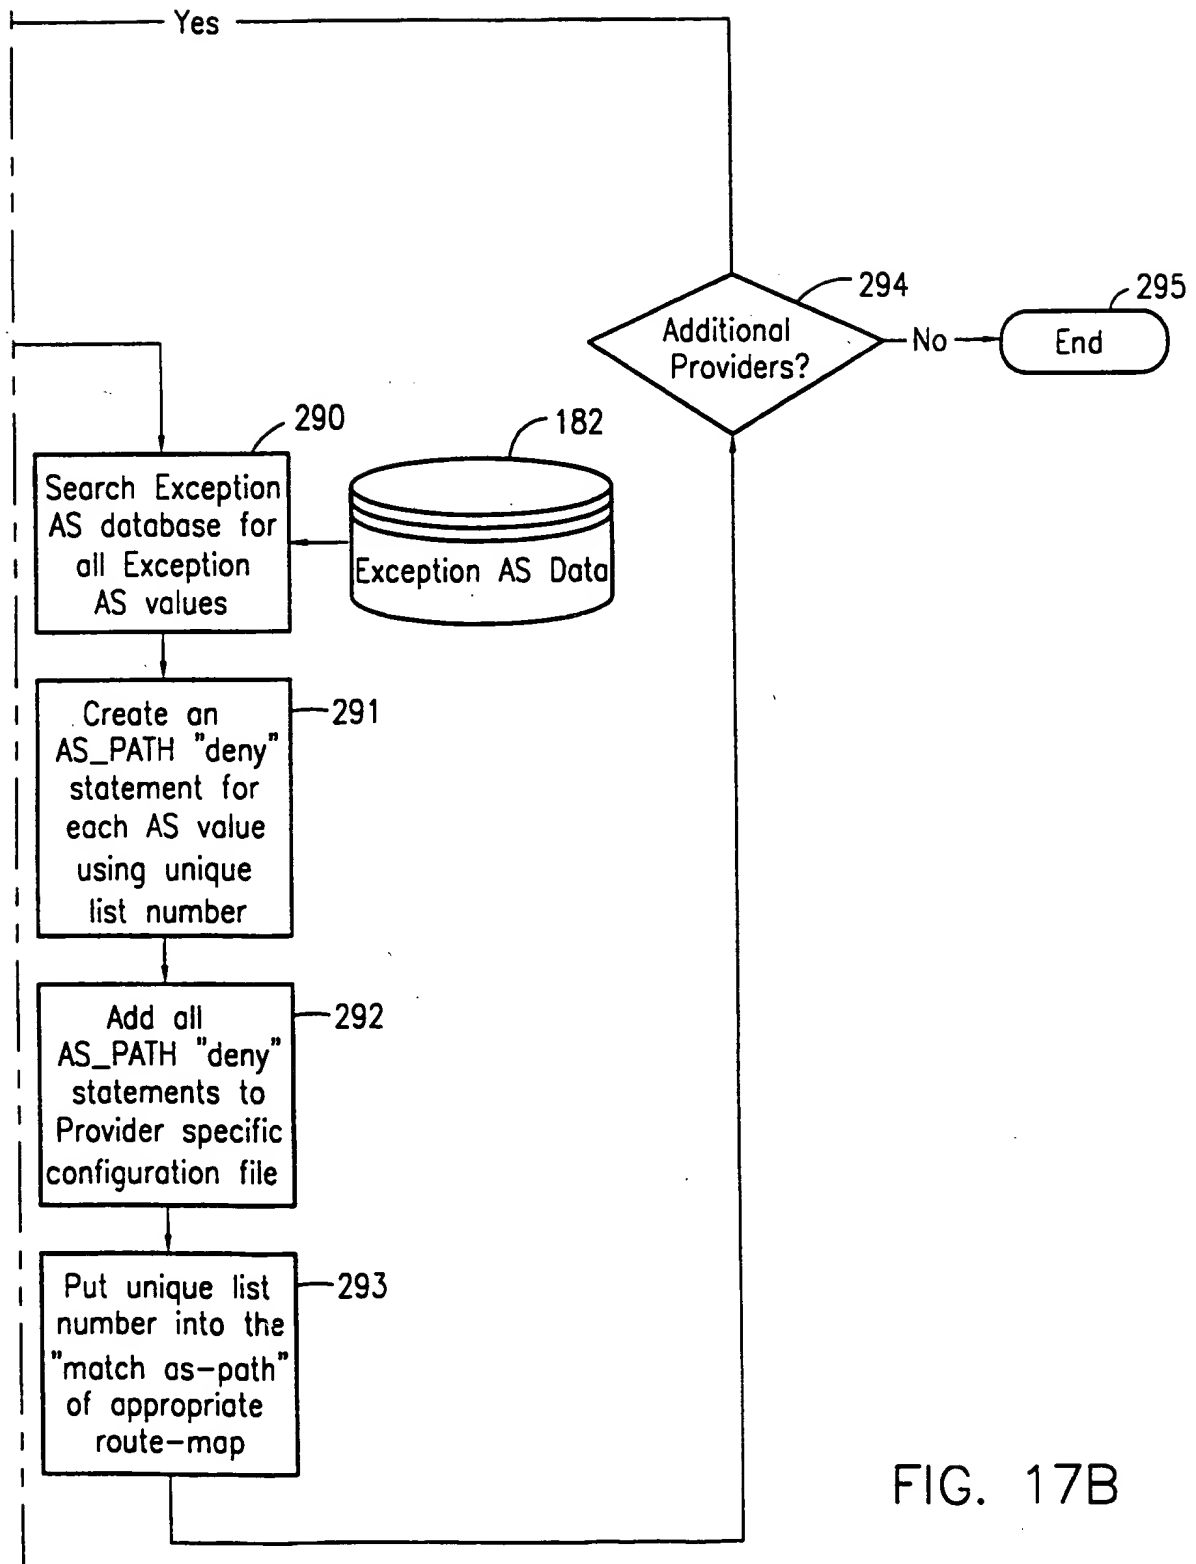 Yes
294
Additional
Providers?
No
295
End
290
Search Exception
AS database for
all Exception
AS values
182
Exception AS Data
291
Create an
AS_PATH "deny"
statement for
each AS value
using unique
list number
292
Add all
AS_PATH "deny"
statements to
Provider specific
configuration file
293
Put unique list
number into the
"match as-path"
of appropriate
route-map
FIG. 17B